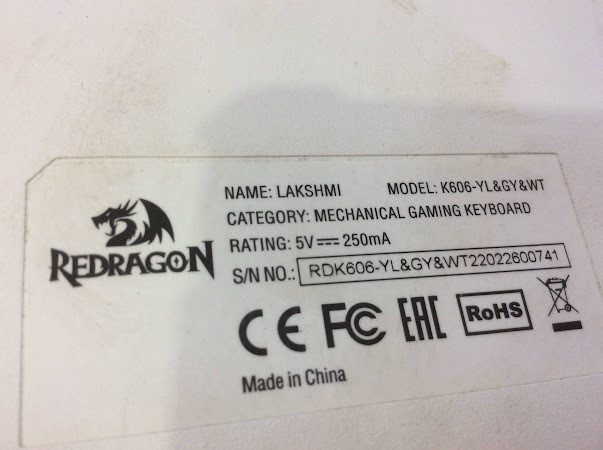 REDRAGON
NAME: LAKSHMI MODEL: K606-YL&GY&WT
CATEGORY: MECHANICAL GAMING KEYBOARD
RATING: 5V⎓250mA
S/N NO.: RDK606-YL&GY&WT22022600741
CE FC EAC RoHS
Made in China